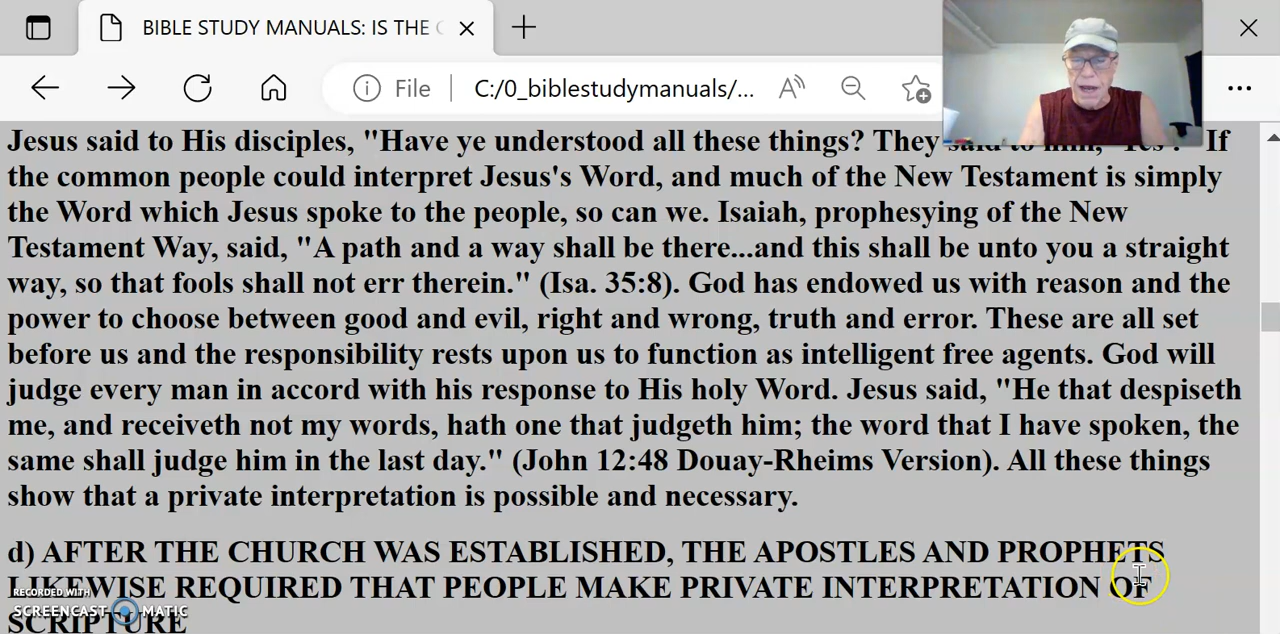 BIBLE STUDY MANUALS: IS THE
File
C:/0_biblestudymanuals/...
Jesus said to His disciples, "Have ye understood all these things? They said to him, "Yes". If
the common people could interpret Jesus's Word, and much of the New Testament is simply
the Word which Jesus spoke to the people, so can we. Isaiah, prophesying of the New
Testament Way, said, "A path and a way shall be there...and this shall be unto you a straight
way, so that fools shall not err therein." (Isa. 35:8). God has endowed us with reason and the
power to choose between good and evil, right and wrong, truth and error. These are all set
before us and the responsibility rests upon us to function as intelligent free agents. God will
judge every man in accord with his response to His holy Word. Jesus said, "He that despiseth
me, and receiveth not my words, hath one that judgeth him; the word that I have spoken, the
same shall judge him in the last day." (John 12:48 Douay-Rheims Version). All these things
show that a private interpretation is possible and necessary.
d) AFTER THE CHURCH WAS ESTABLISHED, THE APOSTLES AND PROPHETS
LIKEWISE REQUIRED THAT PEOPLE MAKE PRIVATE INTERPRETATION OF
SCRIPTURE
RECORDED WITH
SCREENCAST MATIC